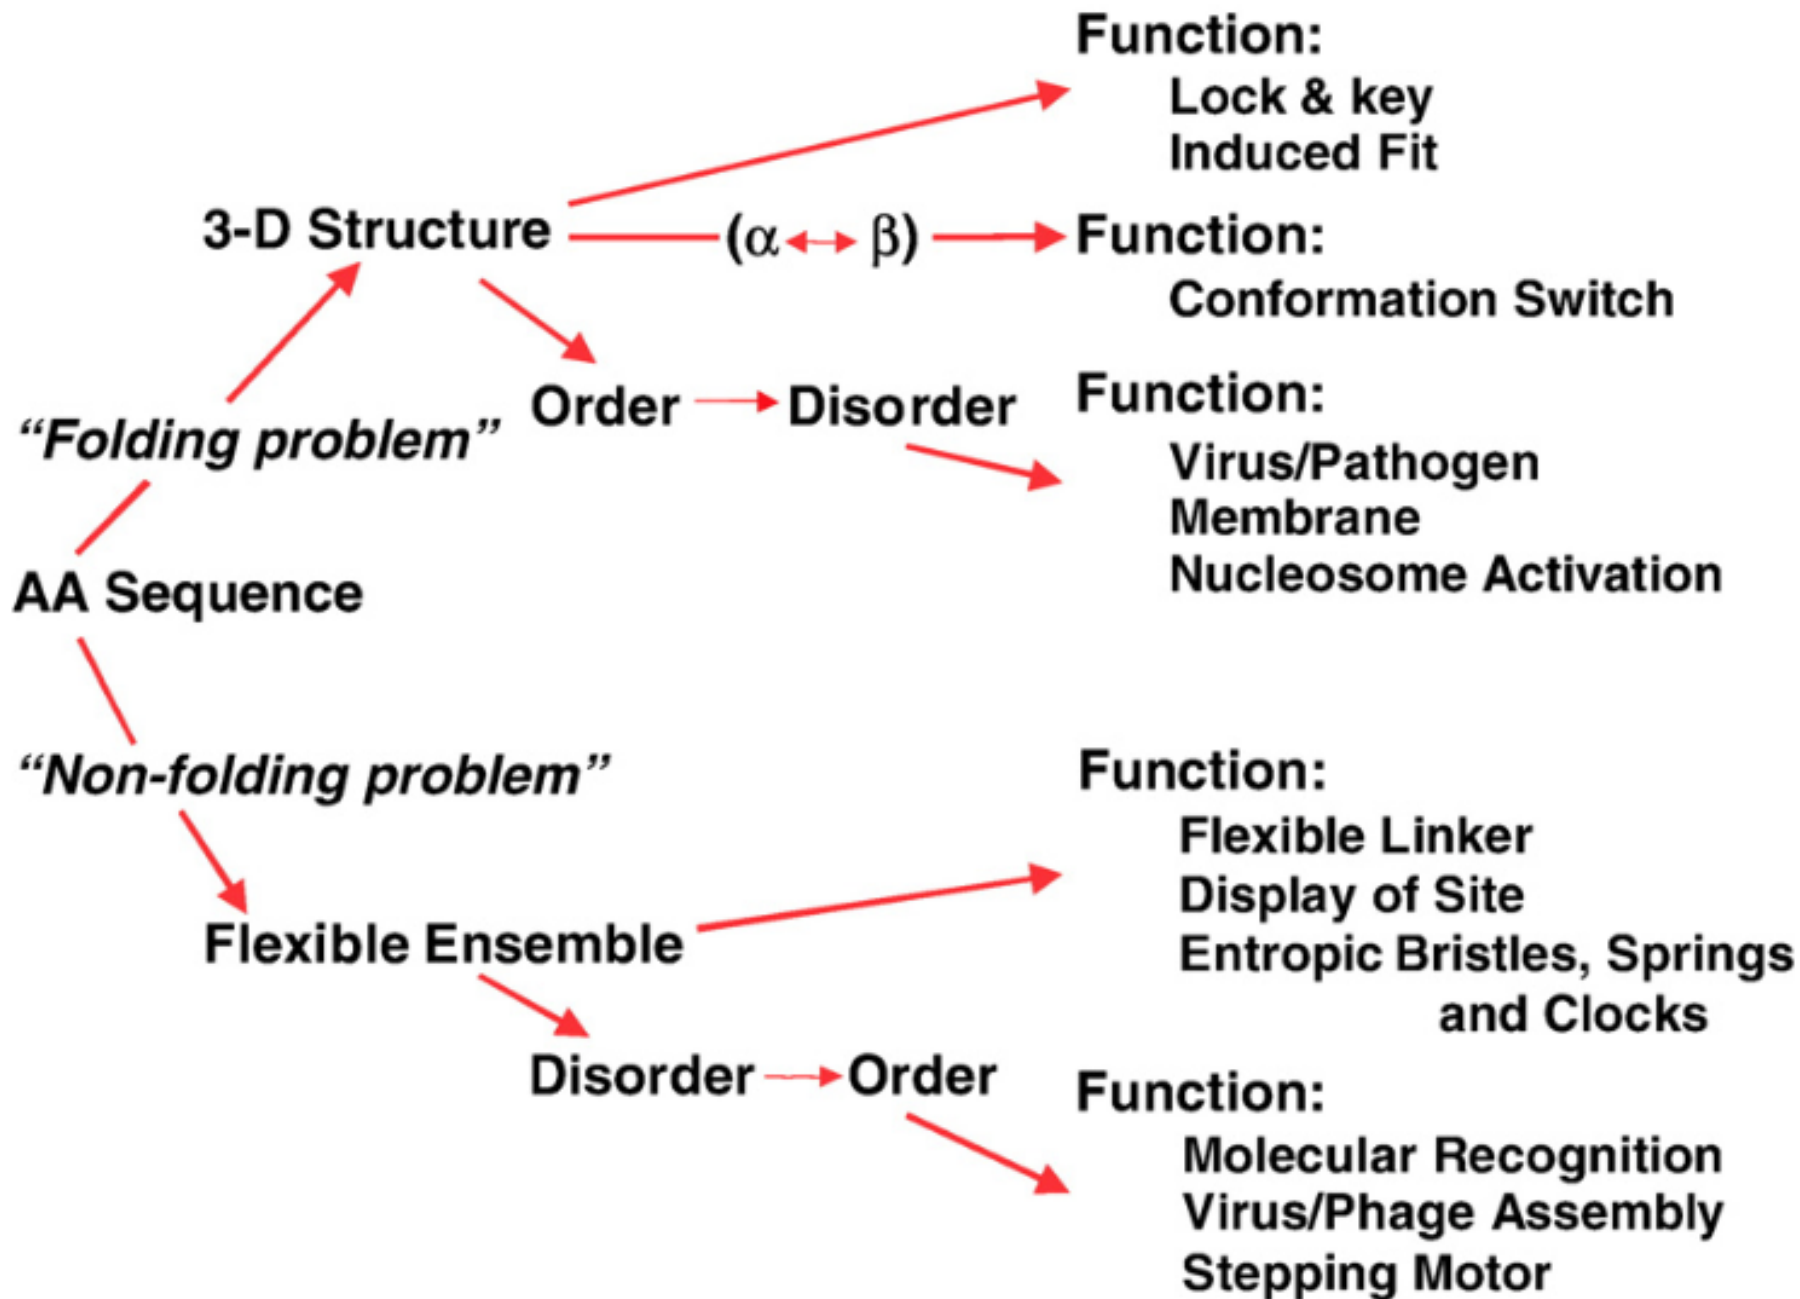 Function:
Lock & key
Induced Fit
3-D Structure
(α β)
Function:
Conformation Switch
Order Disorder
Function:
Virus/Pathogen
Membrane
Nucleosome Activation
“Folding problem”
AA Sequence
“Non-folding problem”
Flexible Ensemble
Function:
Flexible Linker
Display of Site
Entropic Bristles, Springs
and Clocks
Disorder Order
Function:
Molecular Recognition
Virus/Phage Assembly
Stepping Motor